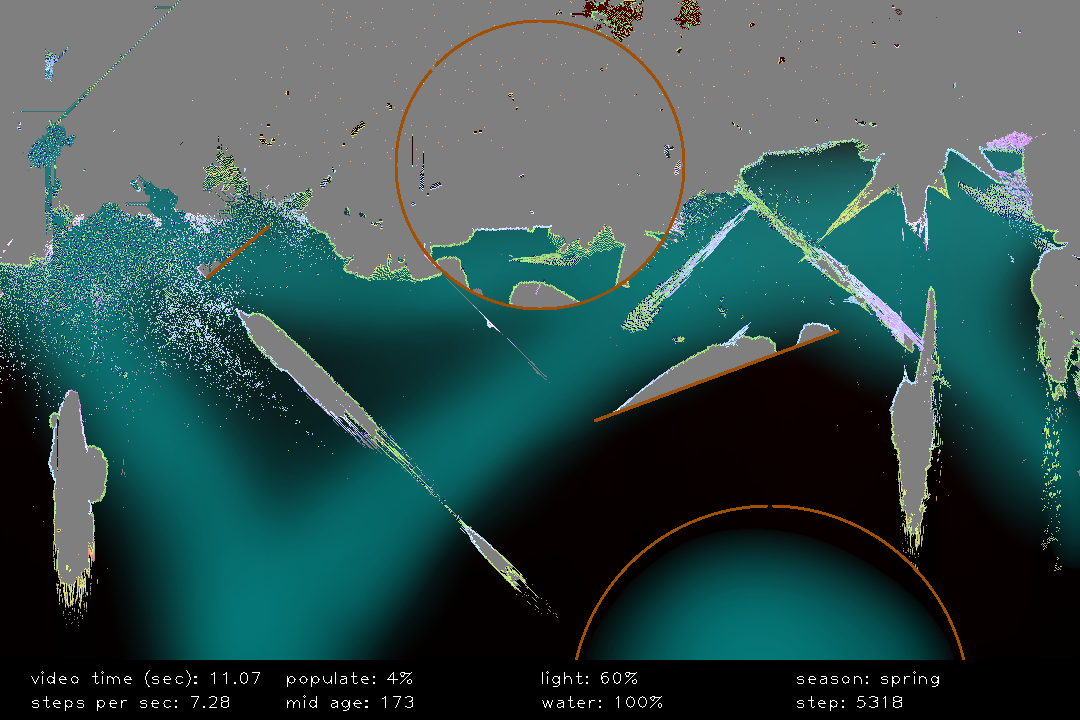 video time (sec): 11.07 populate: 4% light: 60% season: spring
steps per sec: 7.28 mid age: 173 water: 100% step: 5318